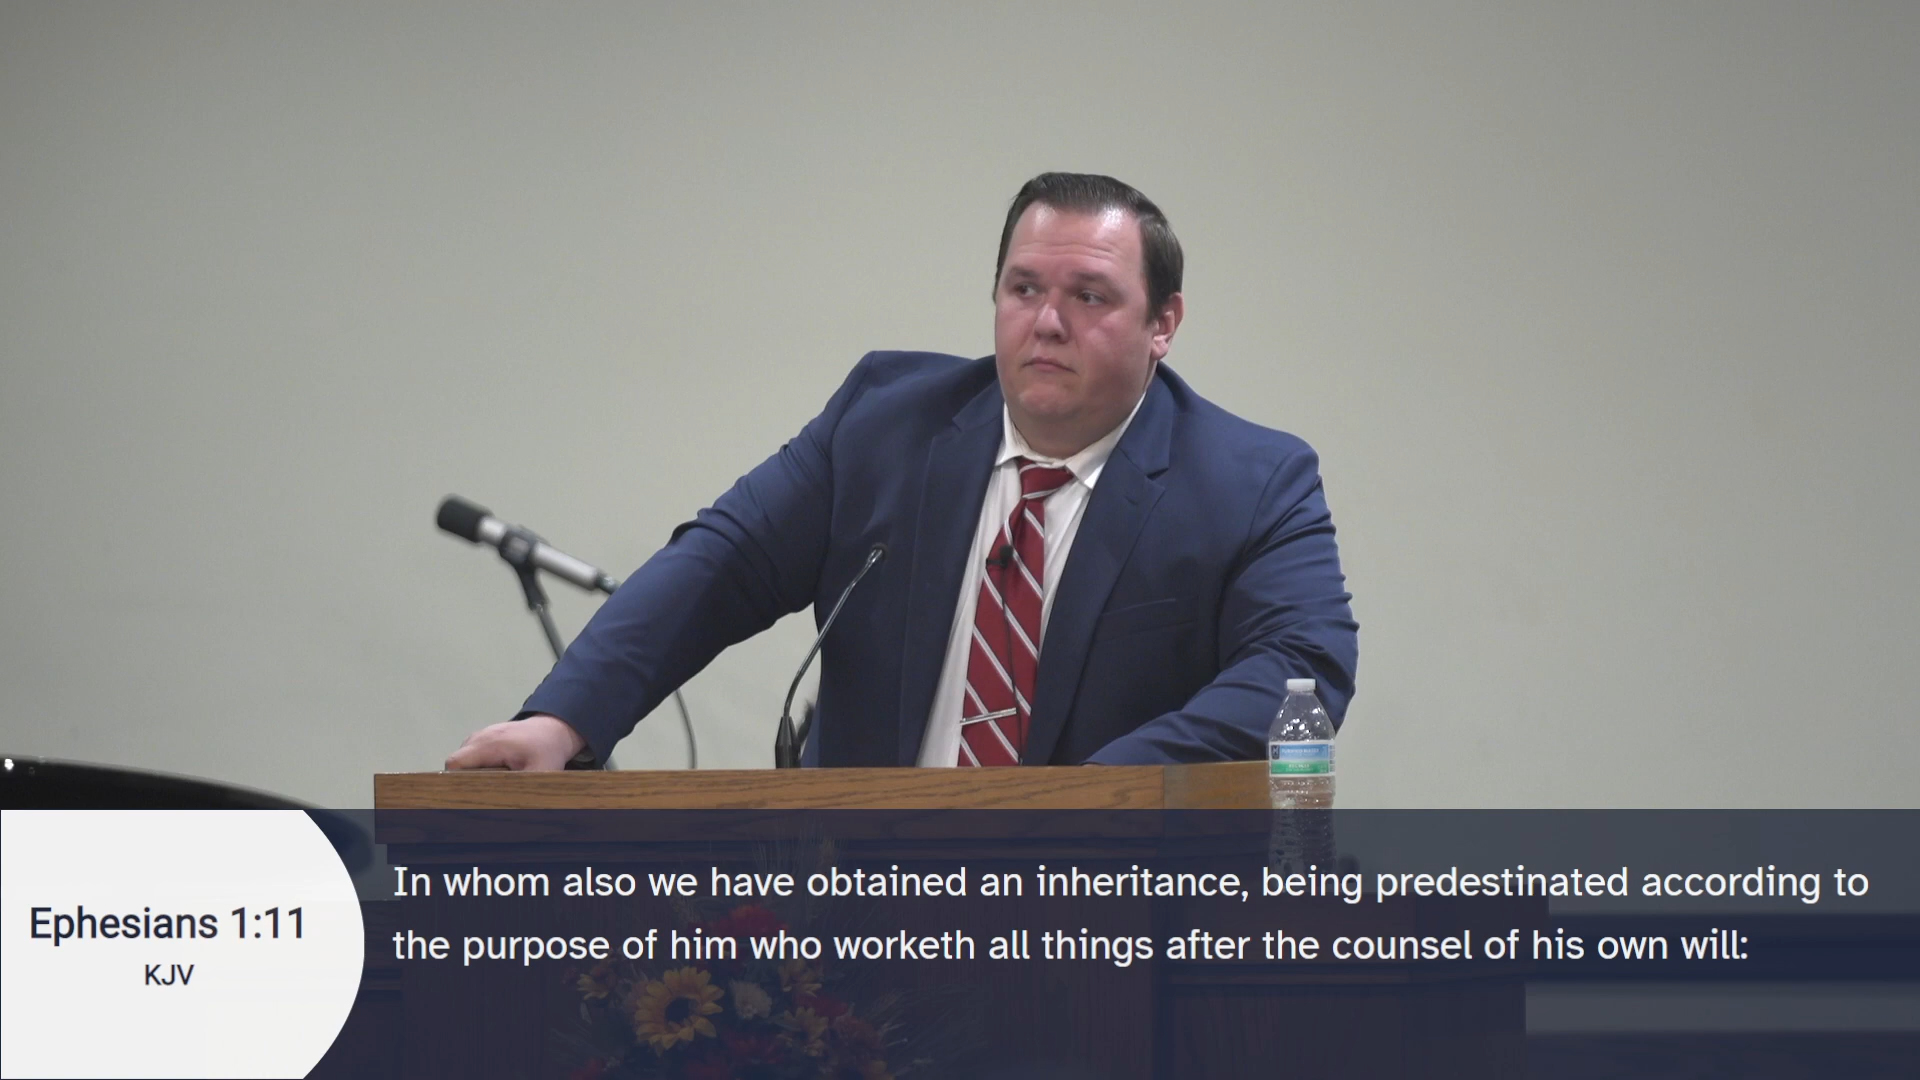 Ephesians 1:11
KJV
In whom also we have obtained an inheritance, being predestinated according to
the purpose of him who worketh all things after the counsel of his own will: